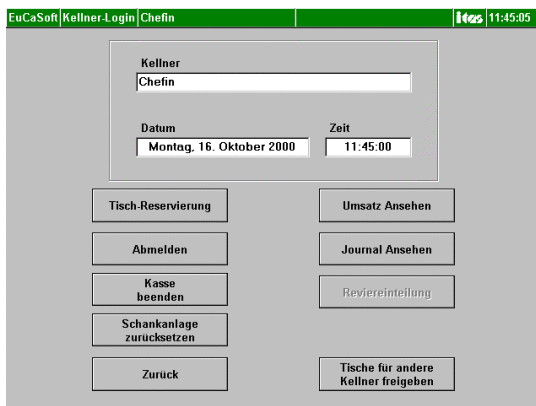 EuCaSoft Kellner-Login Chefin itas 11:45:05
Kellner
Chefin
Datum Zeit
Montag, 16. Oktober 2000 11:45:00
Tisch-Reservierung Umsatz Ansehen
Abmelden Journal Ansehen
Kasse
beenden
Reviereinteilung
Schankanlage
zurücksetzen
Zurück
Tische für andere
Kellner freigeben